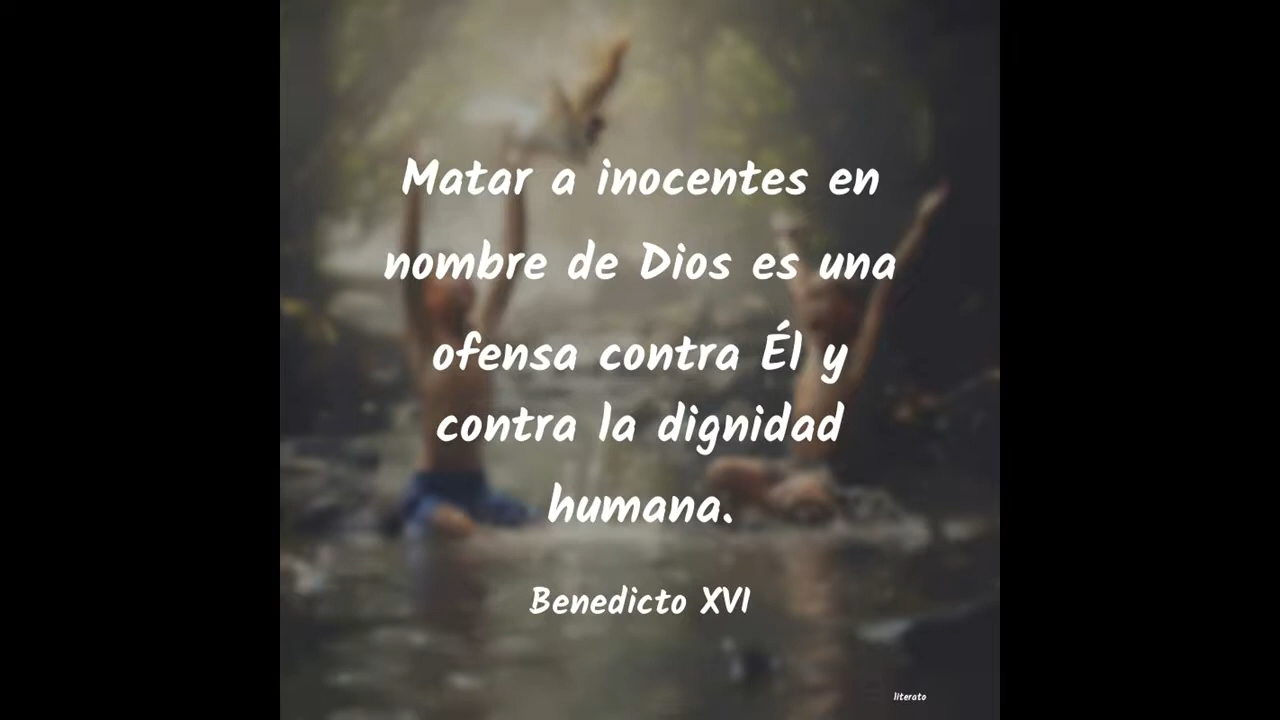 Matar a inocentes en
nombre de Dios es una
ofensa contra Él y
contra la dignidad
humana.
Benedicto XVI
literato